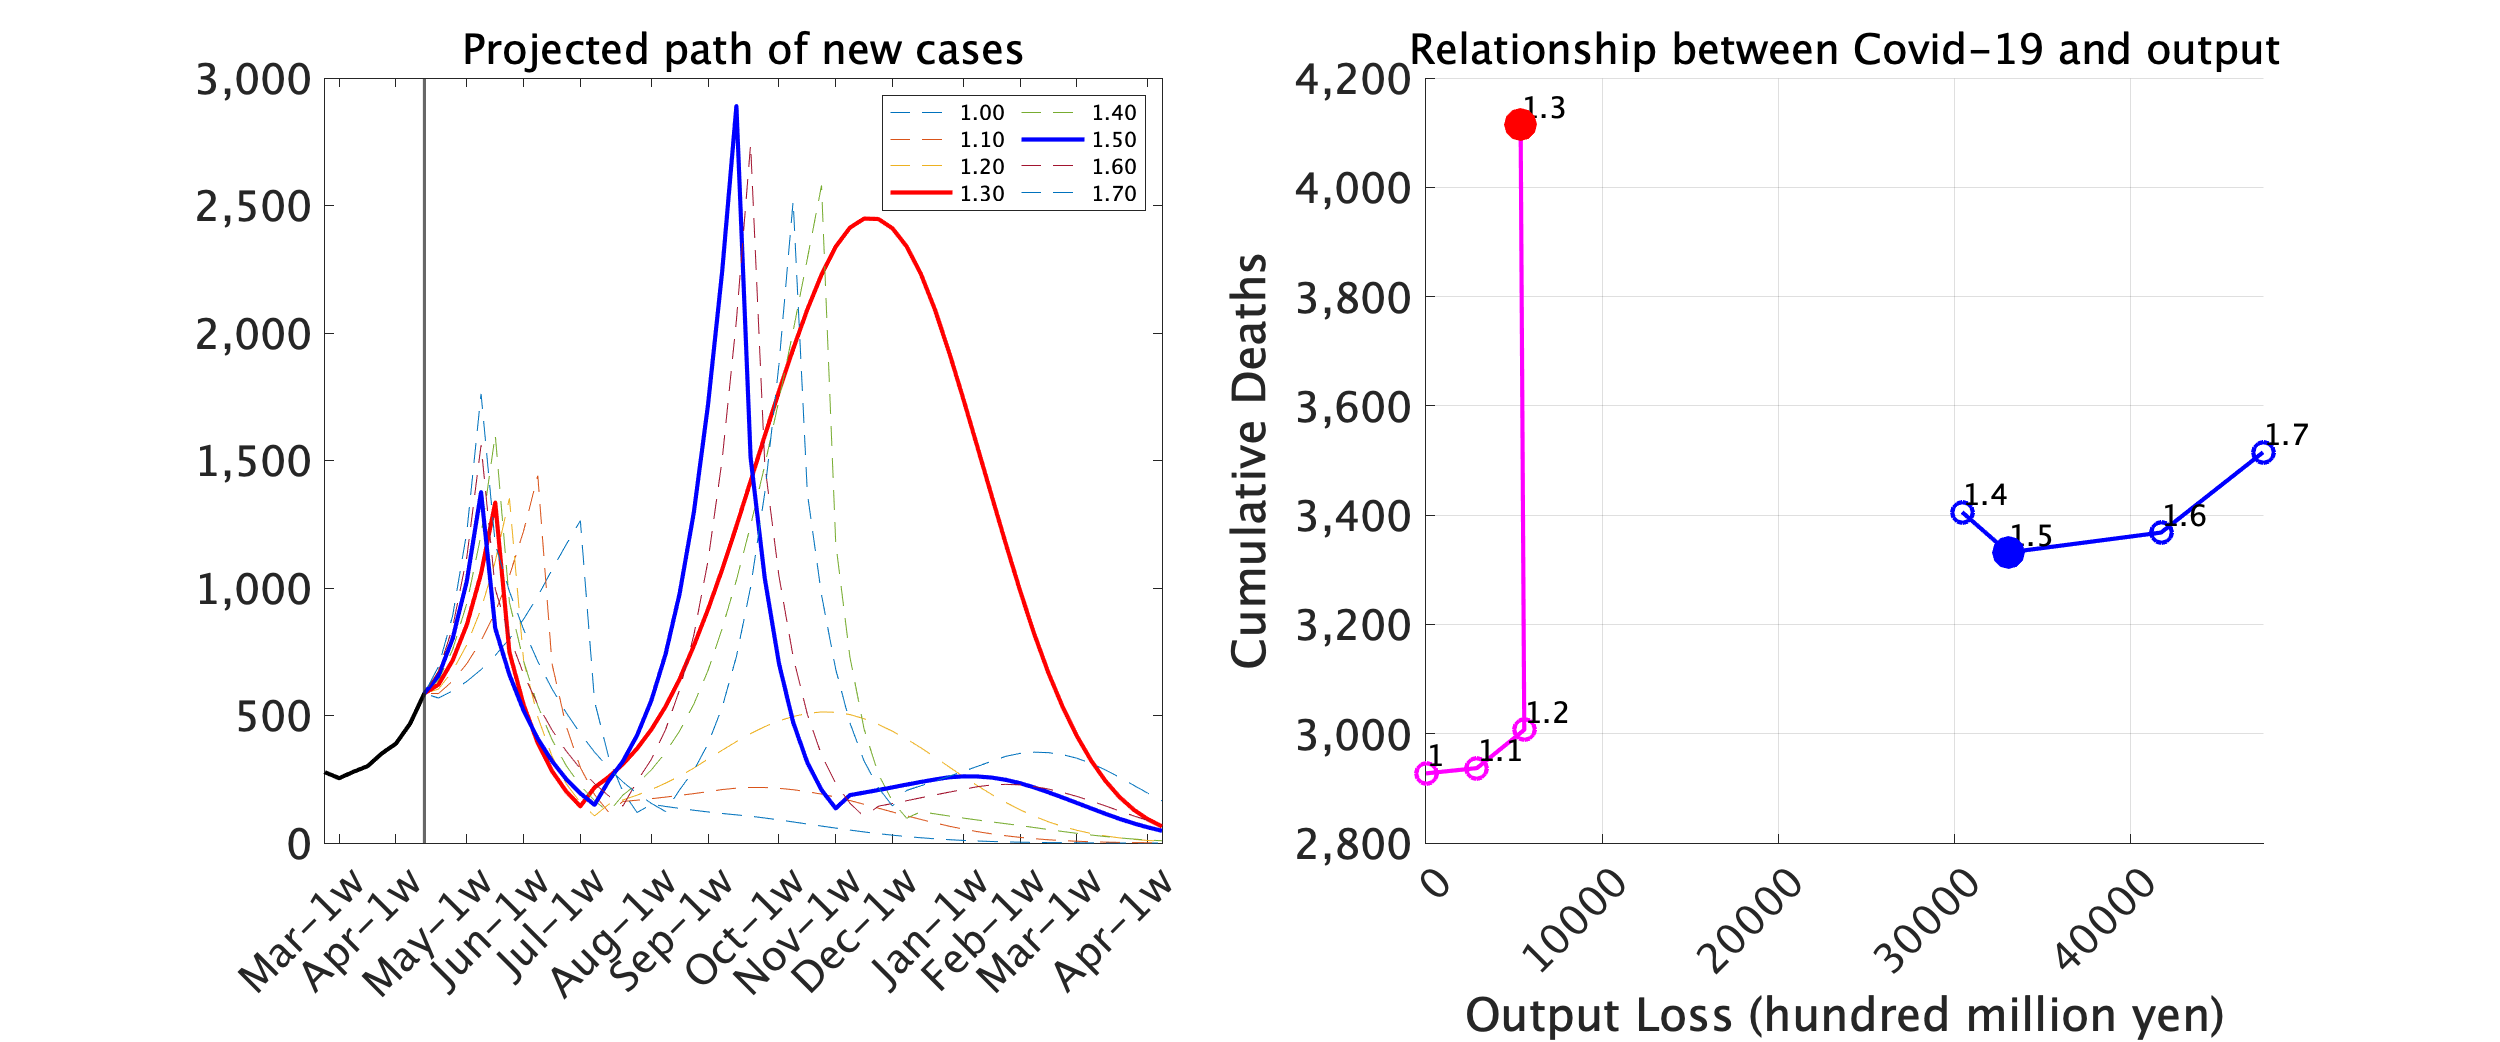 Projected path of new cases
3,000
2,500
2,000
1,500
1,000
500
0
1.00
1.10
1.20
1.30
1.40
1.50
1.60
1.70
Mar-1w
Apr-1w
May-1w
Jun-1w
Jul-1w
Aug-1w
Sep-1w
Oct-1w
Nov-1w
Dec-1w
Jan-1w
Feb-1w
Mar-1w
Apr-1w
Relationship between Covid-19 and output
Cumulative Deaths
4,200
4,000
3,800
3,600
3,400
3,200
3,000
2,800
1.3
1.7
1.4
1.6
1.5
1.2
1.1
1
0
10000
20000
30000
40000
Output Loss (hundred million yen)